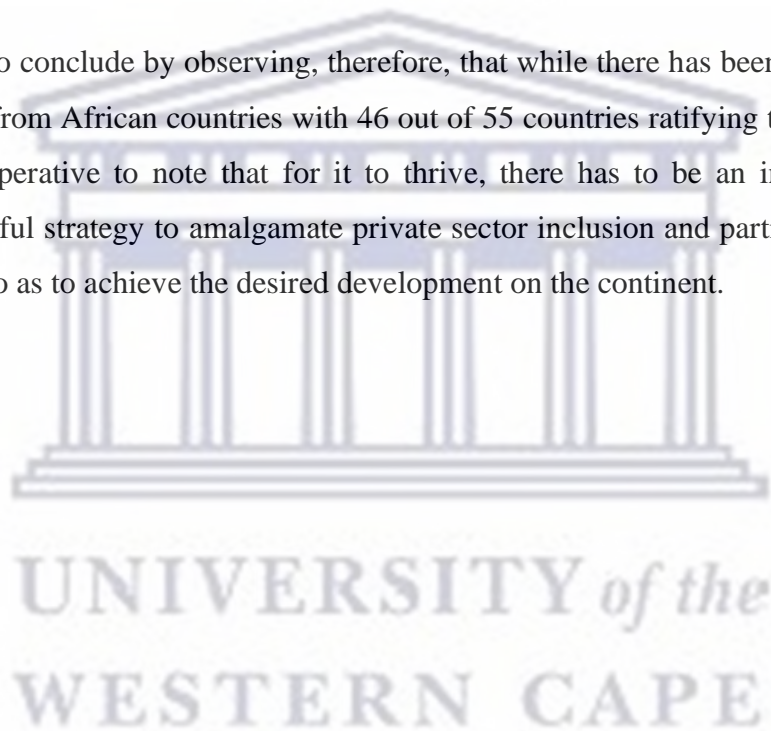 o conclude by observing, therefore, that while there has been
from African countries with 46 out of 55 countries ratifying t
perative to note that for it to thrive, there has to be an i
ful strategy to amalgamate private sector inclusion and parti
o as to achieve the desired development on the continent.
UNIVERSITY of the
WESTERN CAPE